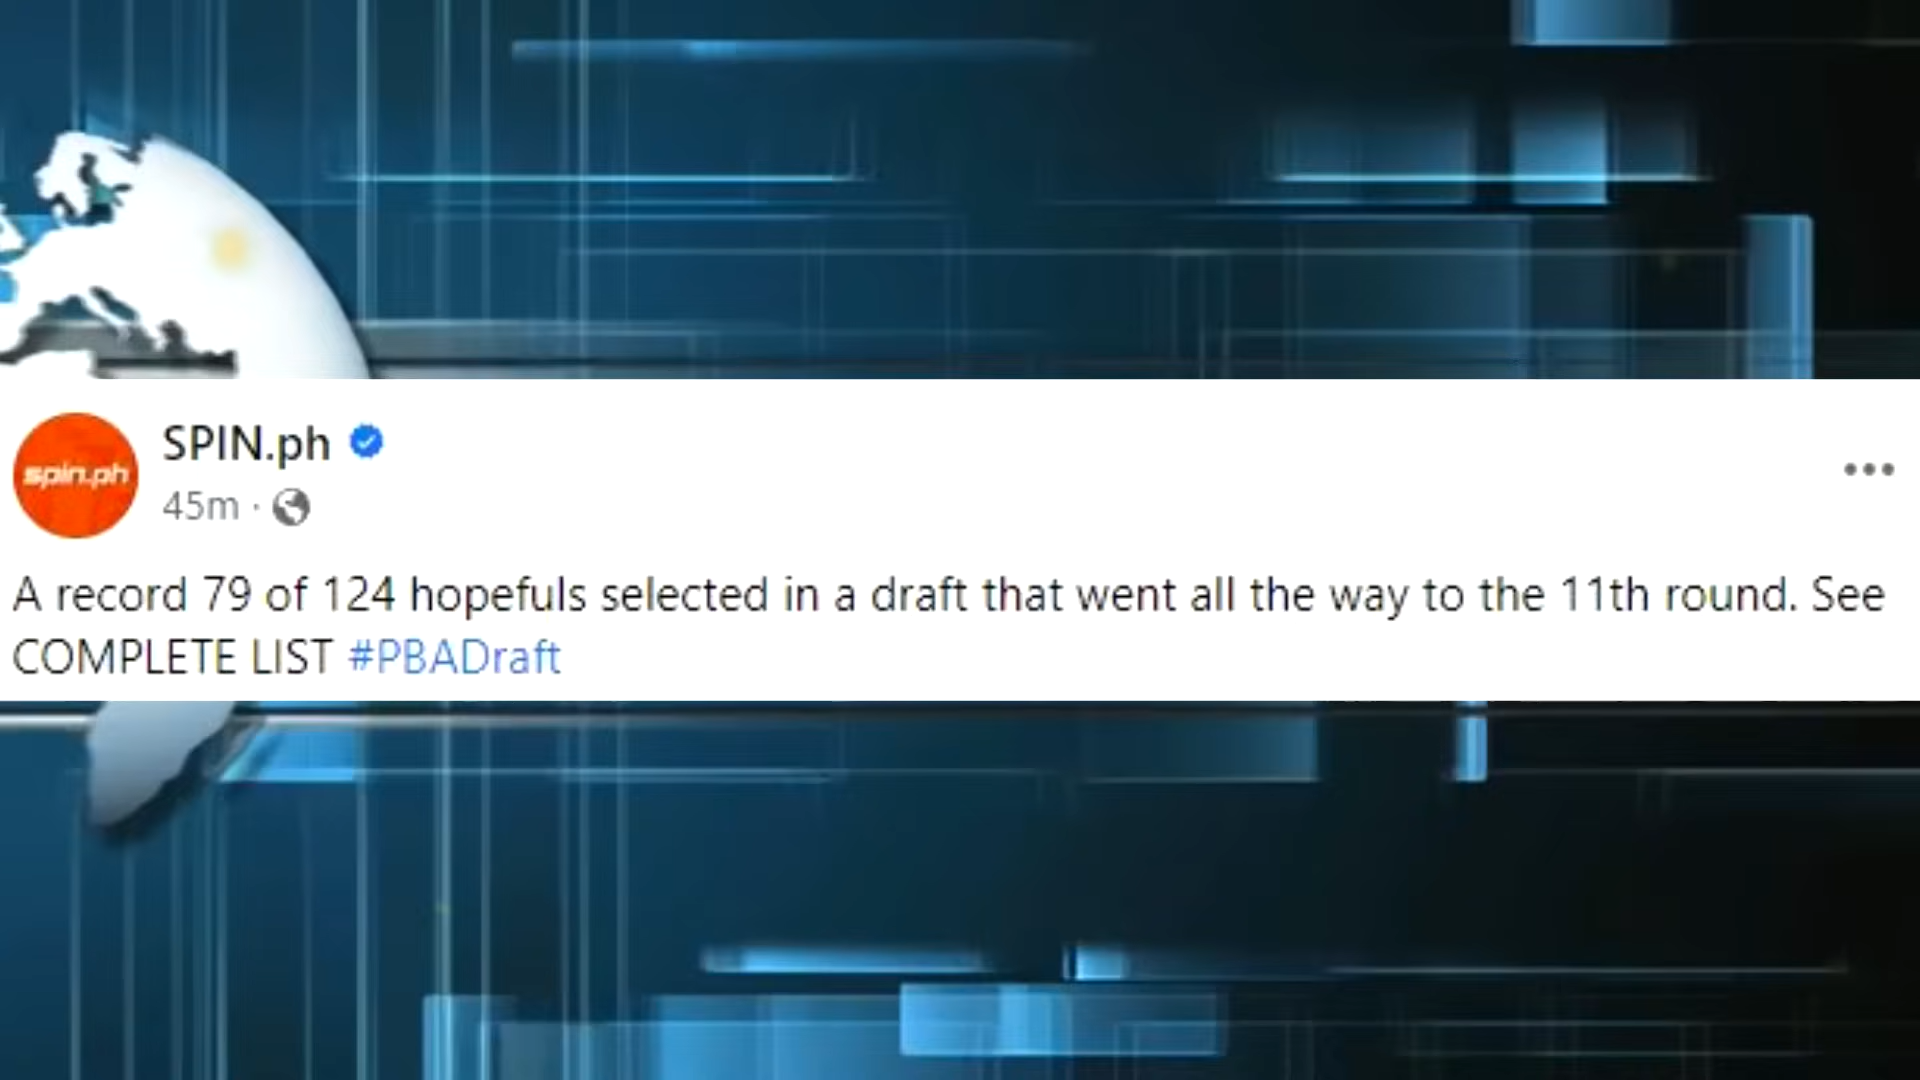 spin.ph
SPIN.ph
45m ·
A record 79 of 124 hopefuls selected in a draft that went all the way to the 11th round. See
COMPLETE LIST #PBADraft